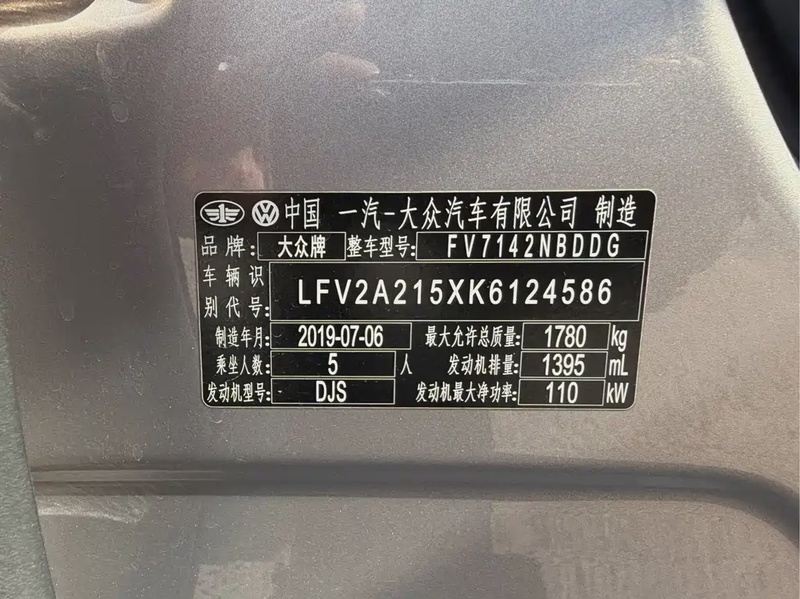 中国 一汽-大众汽车有限公司 制造
品牌: 大众牌 整车型号: FV7142NBDDG
车辆识别代号: LFV2A215XK6124586
制造年月: 2019-07-06 最大允许总质量: 1780 kg
乘坐人数: 5 人 发动机排量: 1395 mL
发动机型号: DJS 发动机最大净功率: 110 kW